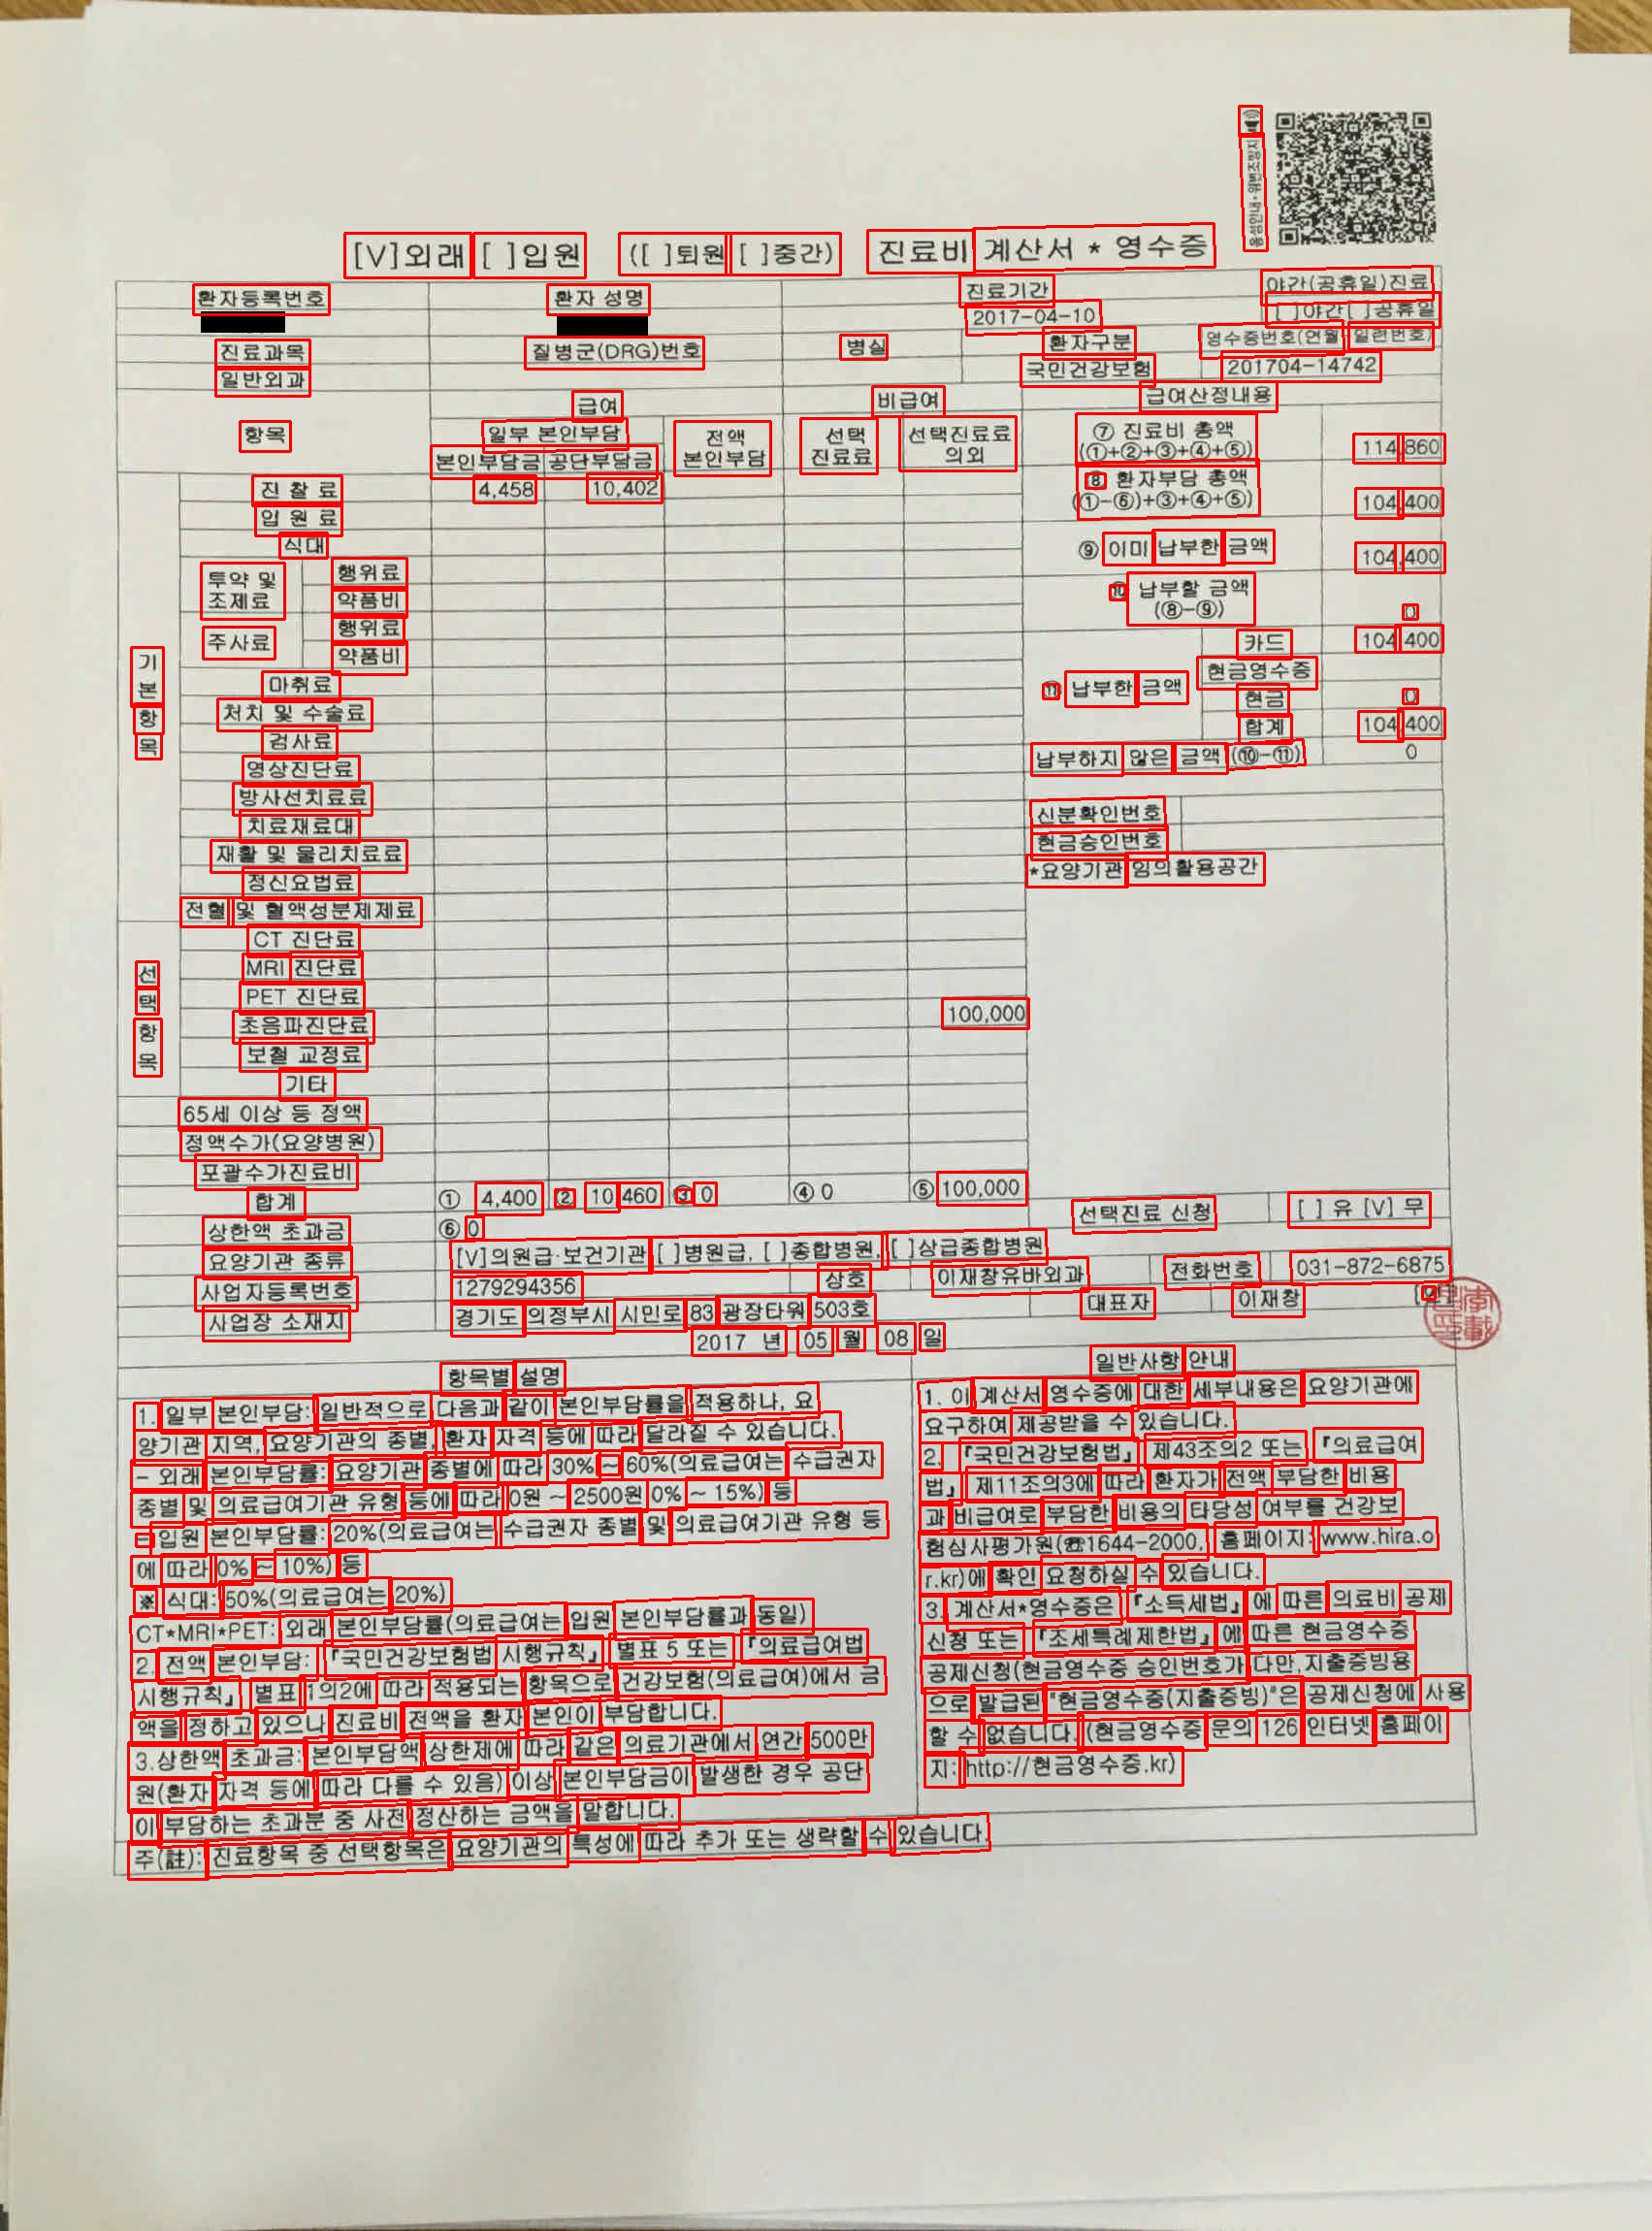 음성안내·위변조방지
[V]외래 [ ]입원 ([ ]퇴원 [ ]중간) 진료비 계산서 * 영수증
환자등록번호 환자 성명 진료기간 야간(공휴일)진료
2017-04-10 [ ]야간[ ]공휴일
진료과목 질병군(DRG)번호 병실 환자구분 영수증번호(연월-일련번호)
일반외과 국민건강보험 201704-14742
항목 급여 비급여 급여산정내용
일부 본인부담 전액 본인부담 선택 진료료 선택진료료 의외
본인부담금 공단부담금
⑦ 진료비 총액 (①+②+③+④+⑤) 114,860
기본항목
진 찰 료 4,458 10,402
⑧ 환자부담 총액 (①-⑥)+③+④+⑤) 104,400
입 원 료
식대
⑨ 이미 납부한 금액 104,400
투약 및 조제료 행위료
약품비
⑩ 납부할 금액 (⑧-⑨) 0
주사료 행위료
약품비
⑪ 납부한 금액 카드 104,400
현금영수증
현금 0
합계 104,400
마취료
처치 및 수술료
검사료
납부하지 않은 금액 (⑩-⑪) 0
영상진단료
방사선치료료
치료재료대
신분확인번호
현금승인번호
재활 및 물리치료료
*요양기관 임의활용공간
정신요법료
전혈 및 혈액성분제제료
선택항목
CT 진단료
MRI 진단료
PET 진단료
초음파진단료 100,000
보철 교정료
기타
65세 이상 등 정액
정액수가(요양병원)
포괄수가진료비
합계 ① 4,400 ② 10,460 ③ 0 ④ 0 ⑤ 100,000
상한액 초과금 ⑥ 0 선택진료 신청 [ ] 유 [V] 무
요양기관 종류 [V]의원급·보건기관 [ ]병원급, [ ]종합병원, [ ]상급종합병원
사업자등록번호 1279294356 상호 이재창유바외과 전화번호 031-872-6875
사업장 소재지 경기도 의정부시 시민로 83 광장타워 503호 대표자 이재창 [인]
2017 년 05 월 08 일
항목별 설명
1. 일부 본인부담: 일반적으로 다음과 같이 본인부담률을 적용하나, 요
양기관 지역, 요양기관의 종별, 환자 자격 등에 따라 달라질 수 있습니다.
- 외래 본인부담률: 요양기관 종별에 따라 30% ~ 60%(의료급여는 수급권자
종별 및 의료급여기관 유형 등에 따라 0원 ~ 2500원 0% ~ 15%) 등
- 입원 본인부담률: 20%(의료급여는 수급권자 종별 및 의료급여기관 유형 등
에 따라 0% ~ 10%) 등
※ 식대: 50%(의료급여는 20%)
CT*MRI*PET: 외래 본인부담률(의료급여는 입원 본인부담률과 동일)
2. 전액 본인부담: 『국민건강보험법 시행규칙』 별표 5 또는 『의료급여법
시행규칙』 별표 1의2에 따라 적용되는 항목으로 건강보험(의료급여)에서 금
액을 정하고 있으나 진료비 전액을 환자 본인이 부담합니다.
3.상한액 초과금: 본인부담액 상한제에 따라 같은 의료기관에서 연간 500만
원(환자 자격 등에 따라 다를 수 있음) 이상 본인부담금이 발생한 경우 공단
이 부담하는 초과분 중 사전 정산하는 금액을 말합니다.
일반사항 안내
1. 이 계산서 영수증에 대한 세부내용은 요양기관에
요구하여 제공받을 수 있습니다.
2. 『국민건강보험법』 제43조의2 또는 『의료급여
법』 제11조의3에 따라 환자가 전액 부담한 비용
과 비급여로 부담한 비용의 타당성 여부를 건강보
험심사평가원(☎1644-2000, 홈페이지: www.hira.o
r.kr)에 확인 요청하실 수 있습니다.
3. 계산서*영수증은 『소득세법』에 따른 의료비 공제
신청 또는 『조세특례제한법』에 따른 현금영수증
공제신청(현금영수증 승인번호가 다만,지출증빙용
으로 발급된 "현금영수증(지출증빙)"은 공제신청에 사용
할 수 없습니다. (현금영수증 문의 126 인터넷 홈페이
지: http://현금영수증.kr)
주(註): 진료항목 중 선택항목은 요양기관의 특성에 따라 추가 또는 생략할 수 있습니다.